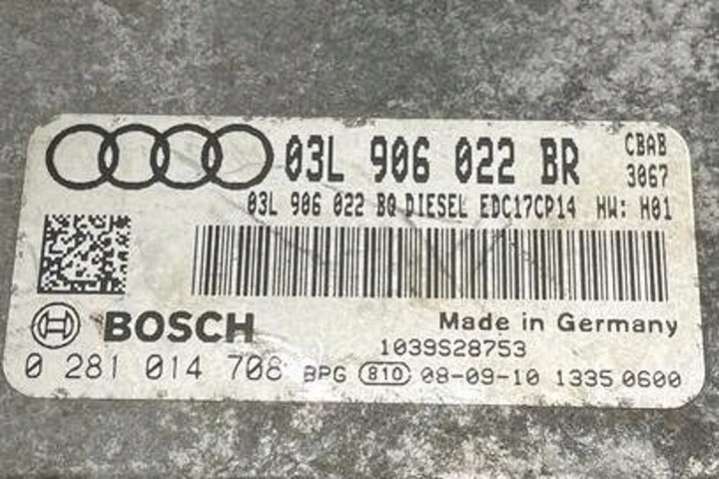 03L 906 022 BR CBAB
3067
03L 906 022 BQ DIESEL EDC17CP14 HW: H01
BOSCH
Made in Germany
1039S28753
0 281 014 708 BPG 810 08-09-10 1335 0600